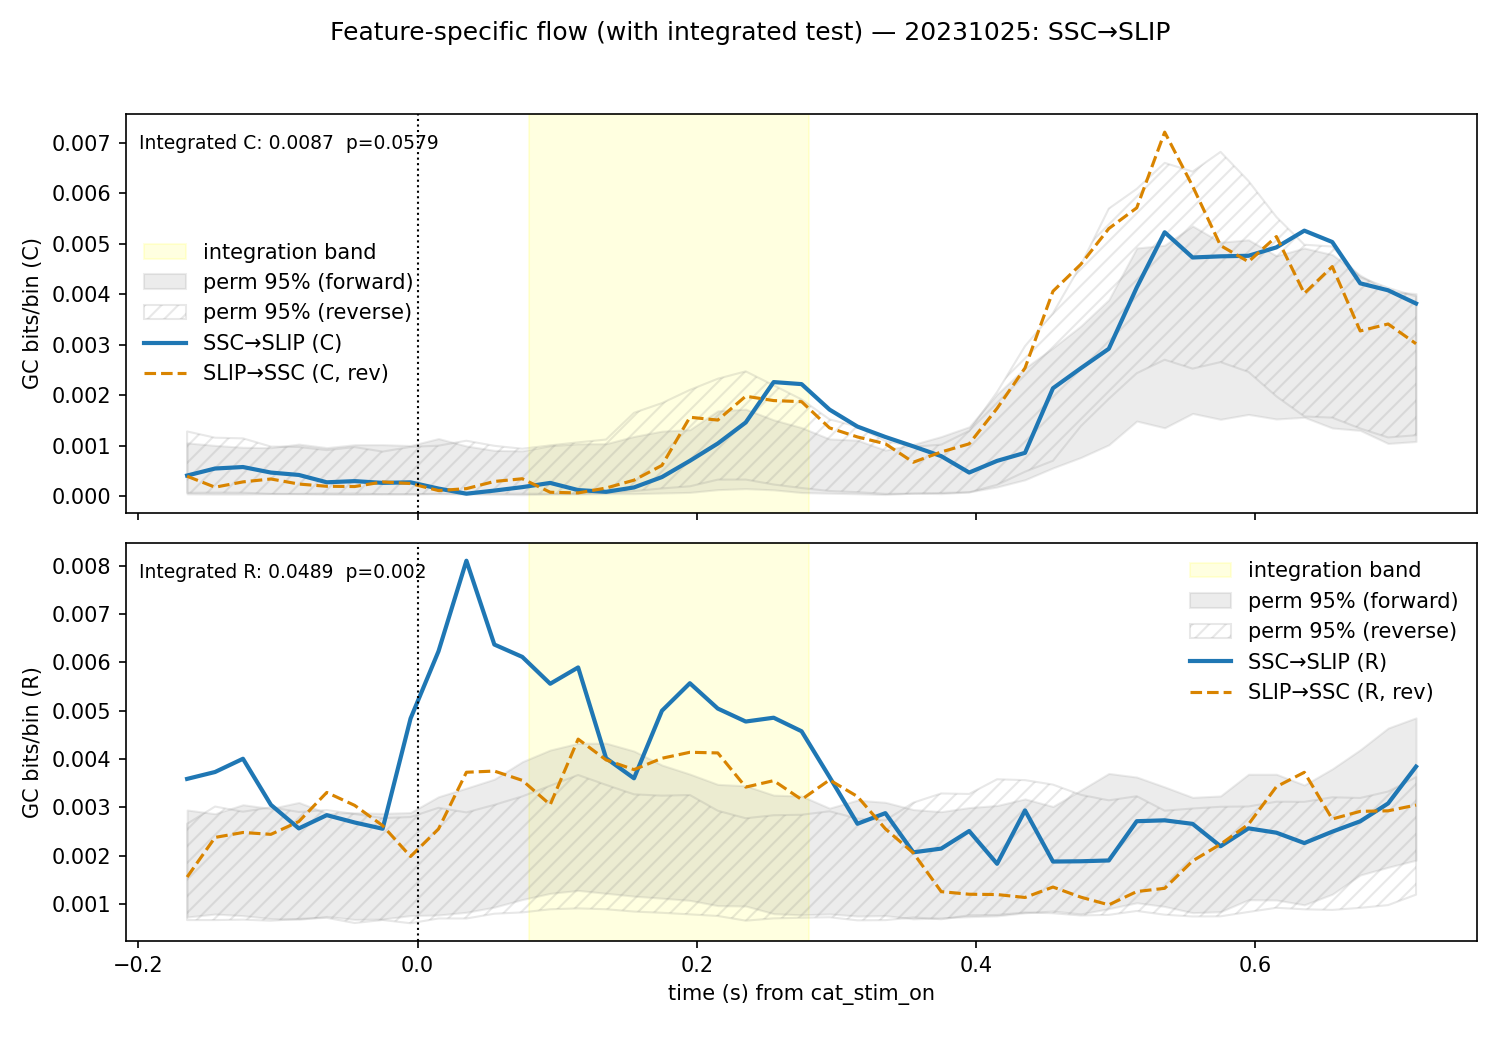 Feature-specific flow (with integrated test) — 20231025: SSC→SLIP
Integrated C: 0.0087  p=0.0579
GC bits/bin (C)
0.007
0.006
0.005
0.004
0.003
0.002
0.001
0.000
integration band
perm 95% (forward)
perm 95% (reverse)
SSC→SLIP (C)
SLIP→SSC (C, rev)
Integrated R: 0.0489  p=0.002
GC bits/bin (R)
0.008
0.007
0.006
0.005
0.004
0.003
0.002
0.001
integration band
perm 95% (forward)
perm 95% (reverse)
SSC→SLIP (R)
SLIP→SSC (R, rev)
−0.2 0.0 0.2 0.4 0.6
time (s) from cat_stim_on